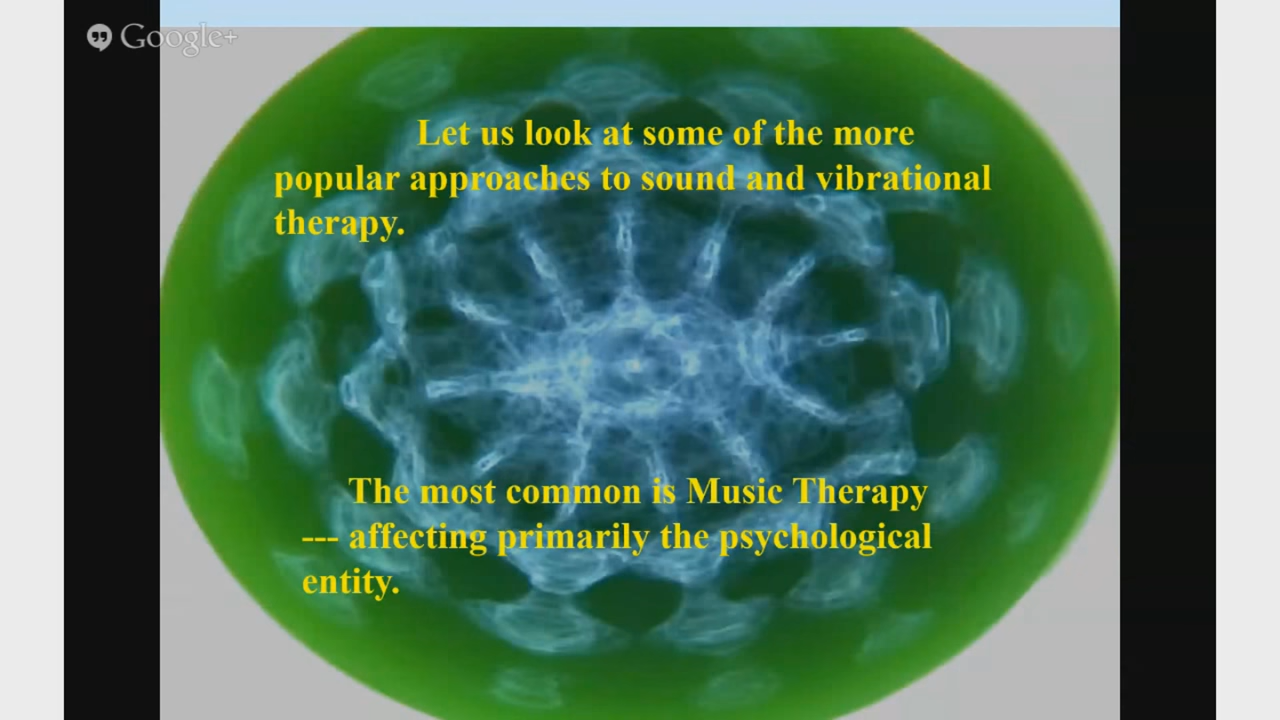 Google+
Let us look at some of the more
popular approaches to sound and vibrational
therapy.
The most common is Music Therapy
--- affecting primarily the psychological
entity.